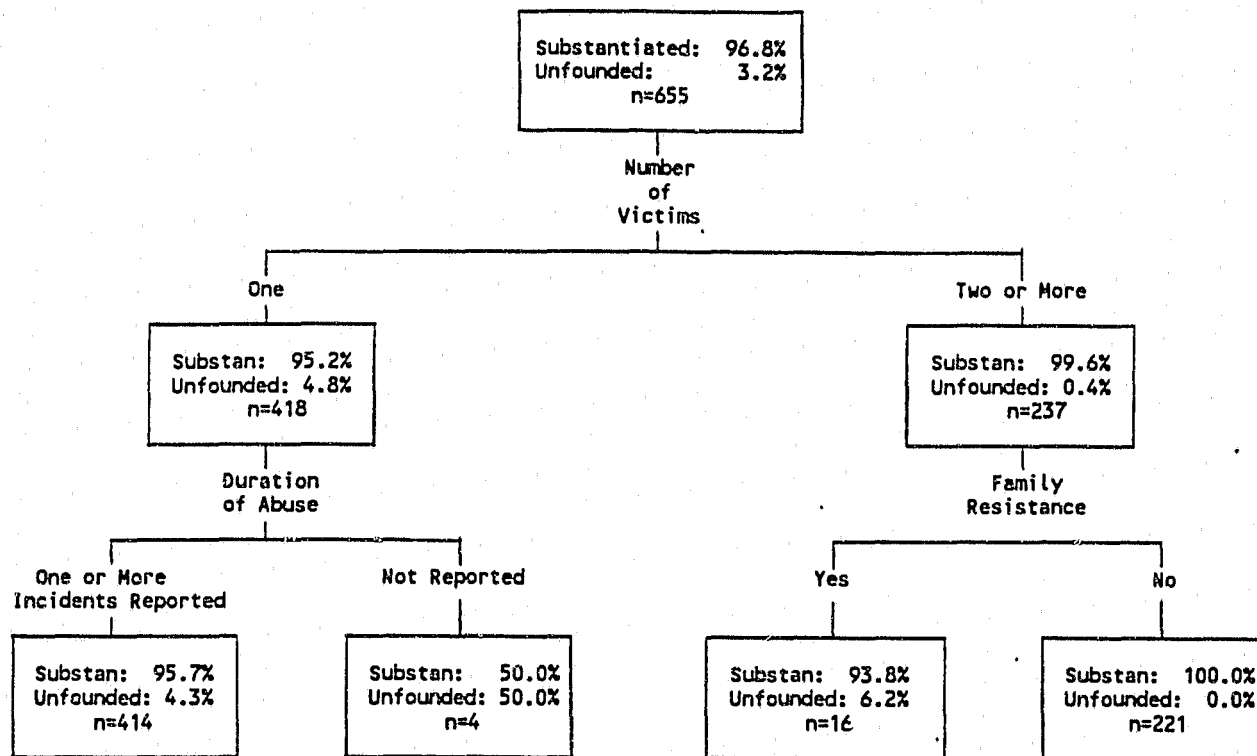 Substantiated: 96.8%
Unfounded: 3.2%
n=655
Number
of
Victims
One
Two or More
Substan: 95.2%
Unfounded: 4.8%
n=418
Substan: 99.6%
Unfounded: 0.4%
n=237
Duration
of Abuse
Family
Resistance
One or More
Incidents Reported
Not Reported
Yes
No
Substan: 95.7%
Unfounded: 4.3%
n=414
Substan: 50.0%
Unfounded: 50.0%
n=4
Substan: 93.8%
Unfounded: 6.2%
n=16
Substan: 100.0%
Unfounded: 0.0%
n=221